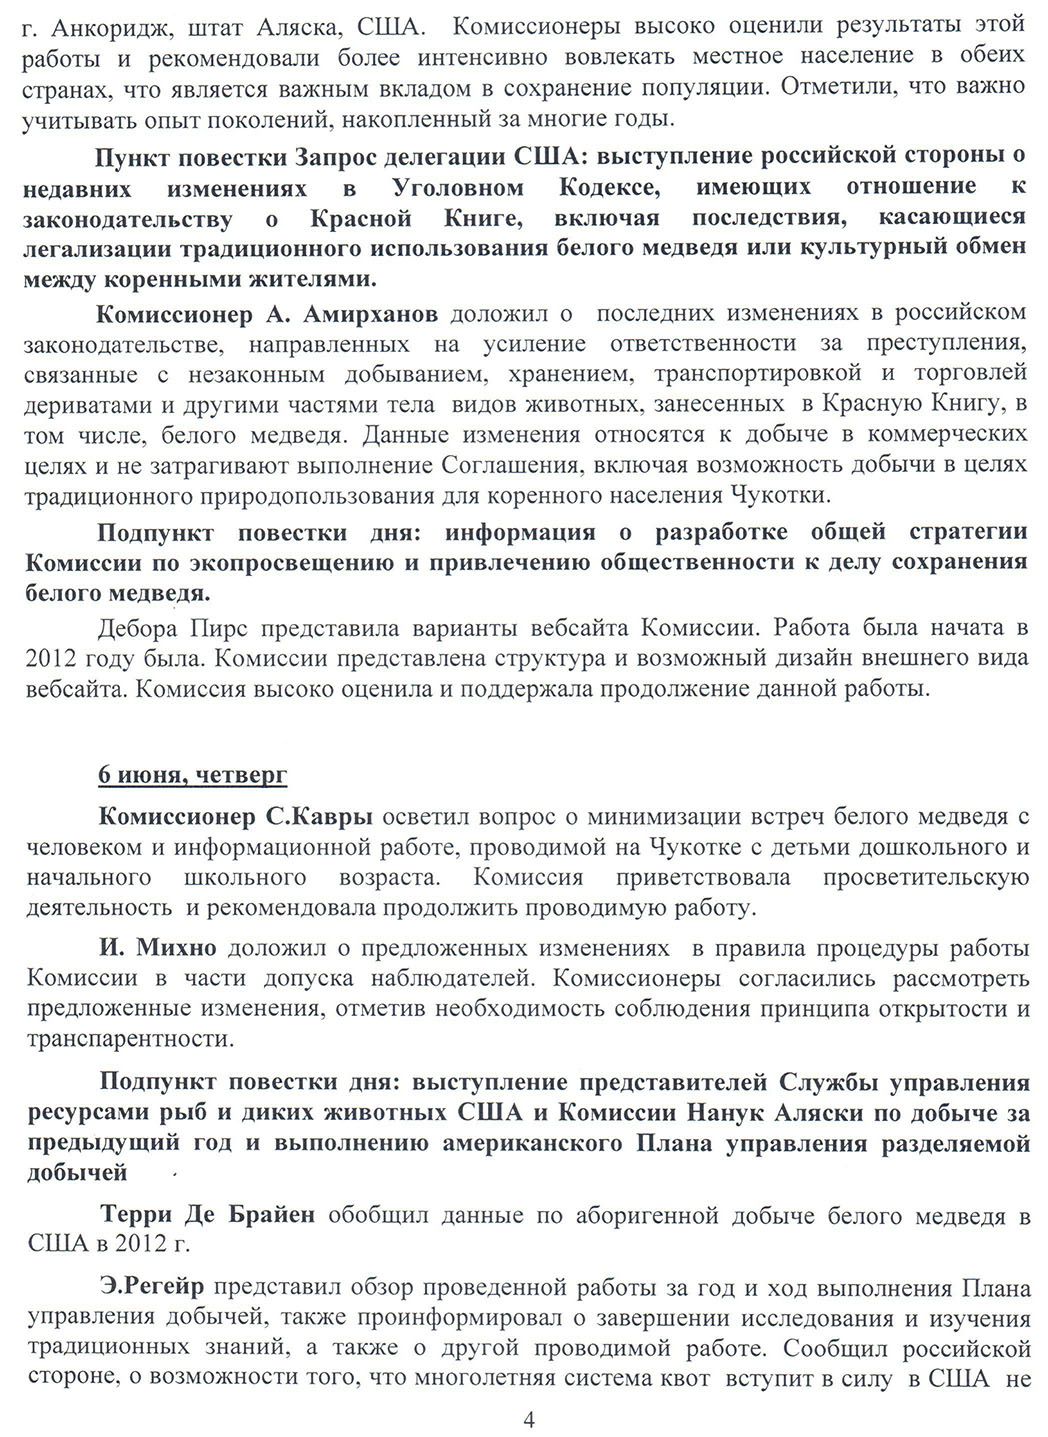 г. Анкоридж, штат Аляска, США. Комиссионеры высоко оценили результаты этой
работы и рекомендовали более интенсивно вовлекать местное население в обеих
странах, что является важным вкладом в сохранение популяции. Отметили, что важно
учитывать опыт поколений, накопленный за многие годы.
Пункт повестки Запрос делегации США: выступление российской стороны о
недавних изменениях в Уголовном Кодексе, имеющих отношение к
законодательству о Красной Книге, включая последствия, касающиеся
легализации традиционного использования белого медведя или культурный обмен
между коренными жителями.
Комиссионер А. Амирханов доложил о последних изменениях в российском
законодательстве, направленных на усиление ответственности за преступления,
связанные с незаконным добыванием, хранением, транспортировкой и торговлей
дериватами и другими частями тела видов животных, занесенных в Красную Книгу, в
том числе, белого медведя. Данные изменения относятся к добыче в коммерческих
целях и не затрагивают выполнение Соглашения, включая возможность добычи в целях
традиционного природопользования для коренного населения Чукотки.
Подпункт повестки дня: информация о разработке общей стратегии
Комиссии по экопросвещению и привлечению общественности к делу сохранения
белого медведя.
Дебора Пирс представила варианты вебсайта Комиссии. Работа была начата в
2012 году была. Комиссии представлена структура и возможный дизайн внешнего вида
вебсайта. Комиссия высоко оценила и поддержала продолжение данной работы.
6 июня, четверг
Комиссионер С.Кавры осветил вопрос о минимизации встреч белого медведя с
человеком и информационной работе, проводимой на Чукотке с детьми дошкольного и
начального школьного возраста. Комиссия приветствовала просветительскую
деятельность и рекомендовала продолжить проводимую работу.
И. Михно доложил о предложенных изменениях в правила процедуры работы
Комиссии в части допуска наблюдателей. Комиссионеры согласились рассмотреть
предложенные изменения, отметив необходимость соблюдения принципа открытости и
транспарентности.
Подпункт повестки дня: выступление представителей Службы управления
ресурсами рыб и диких животных США и Комиссии Нанук Аляски по добыче за
предыдущий год и выполнению американского Плана управления разделяемой
добычей
Терри Де Брайен обобщил данные по аборигенной добыче белого медведя в
США в 2012 г.
Э.Регейр представил обзор проведенной работы за год и ход выполнения Плана
управления добычей, также проинформировал о завершении исследования и изучения
традиционных знаний, а также о другой проводимой работе. Сообщил российской
стороне, о возможности того, что многолетняя система квот вступит в силу в США не
4